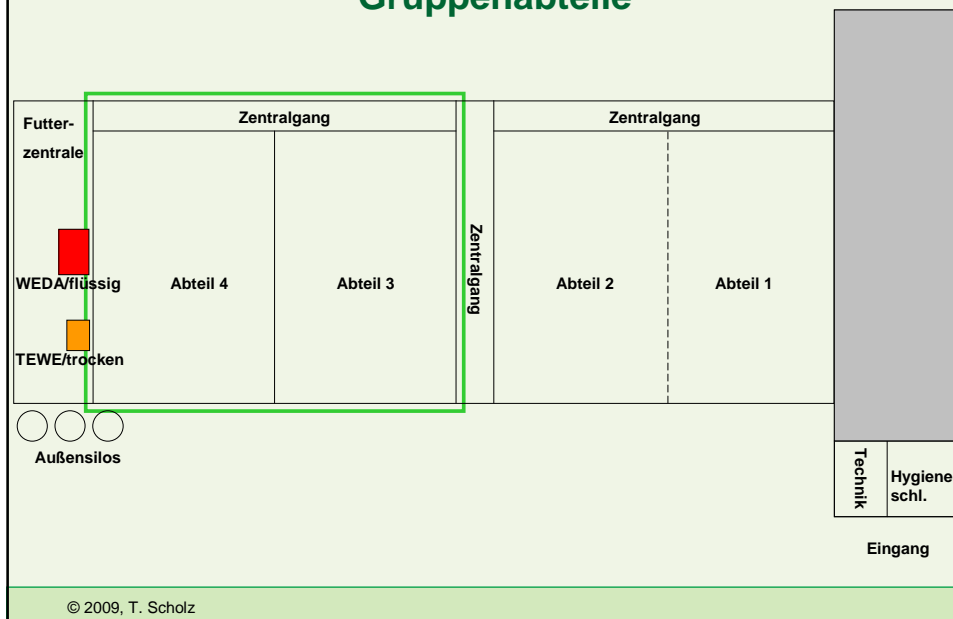 Gruppenabteile
Futter-
zentrale
Zentralgang
Zentralgang
Zentralgang
WEDA/flüssig
Abteil 4
Abteil 3
Abteil 2
Abteil 1
TEWE/trocken
Außensilos
Technik
Hygiene
schl.
Eingang
© 2009, T. Scholz